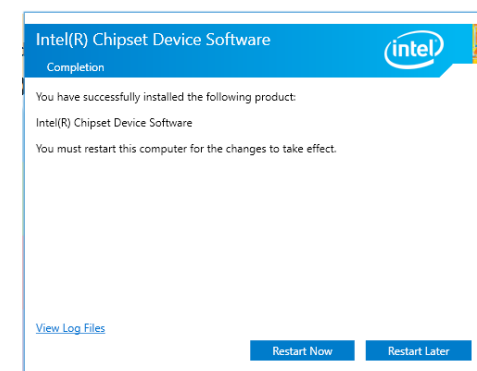 Intel(R) Chipset Device Software
intel
Completion
You have successfully installed the following product:
Intel(R) Chipset Device Software
You must restart this computer for the changes to take effect.
View Log Files
Restart Now
Restart Later